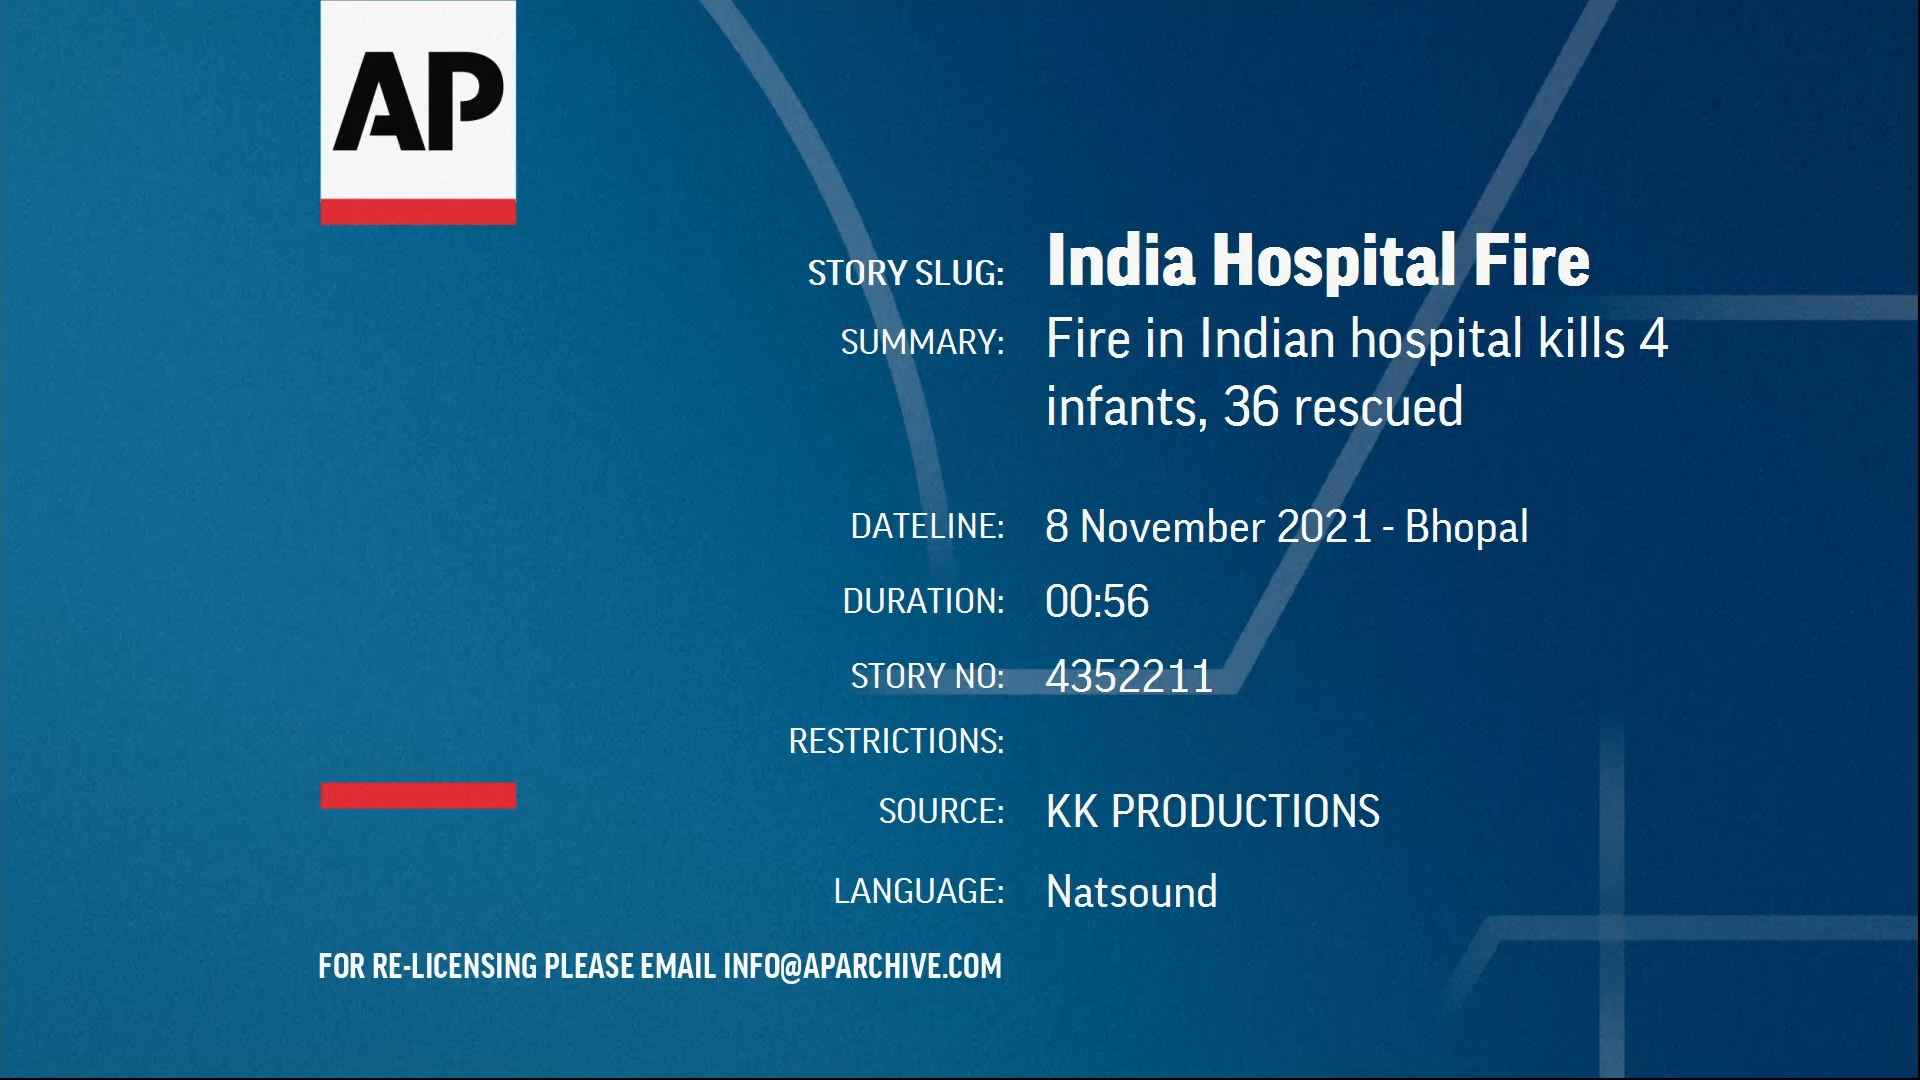 AP
STORY SLUG: India Hospital Fire
SUMMARY: Fire in Indian hospital kills 4
infants, 36 rescued
DATELINE: 8 November 2021 - Bhopal
DURATION: 00:56
STORY NO: 4352211
RESTRICTIONS:
SOURCE: KK PRODUCTIONS
LANGUAGE: Natsound
FOR RE-LICENSING PLEASE EMAIL INFO@APARCHIVE.COM